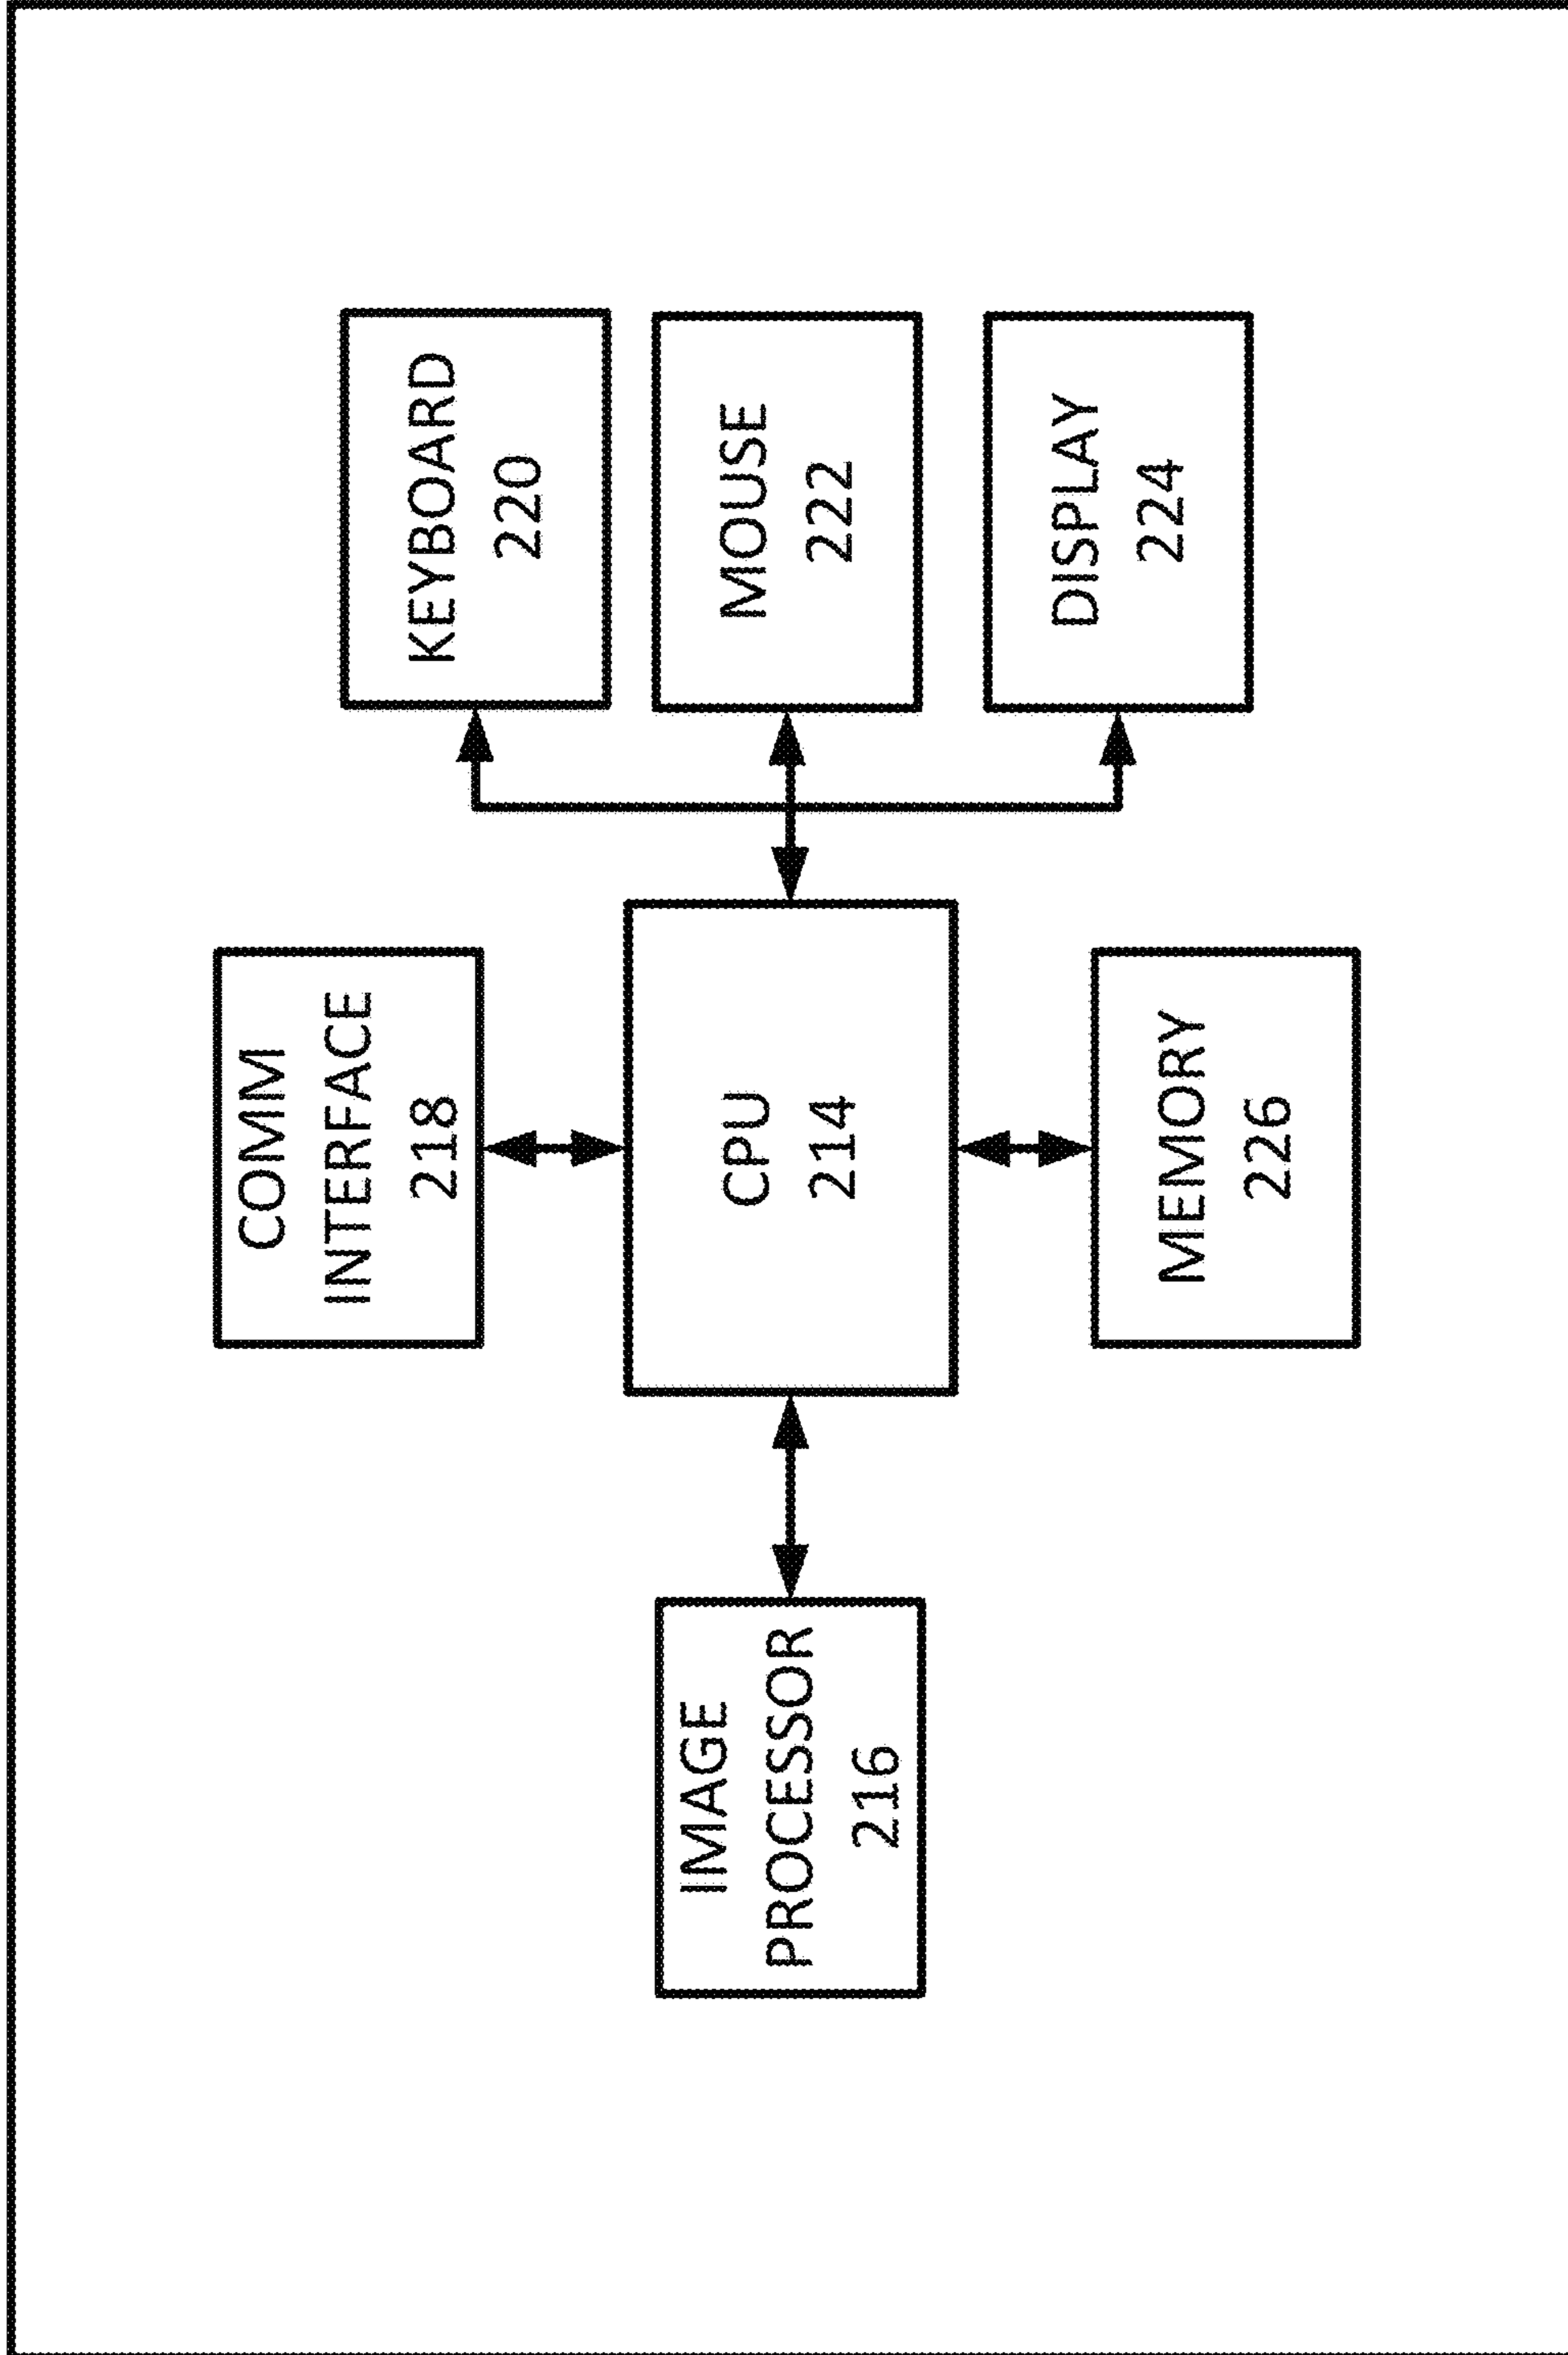 COMM
INTERFACE
218
KEYBOARD
220
IMAGE
PROCESSOR
216
CPU
214
MOUSE
222
DISPLAY
224
MEMORY
226